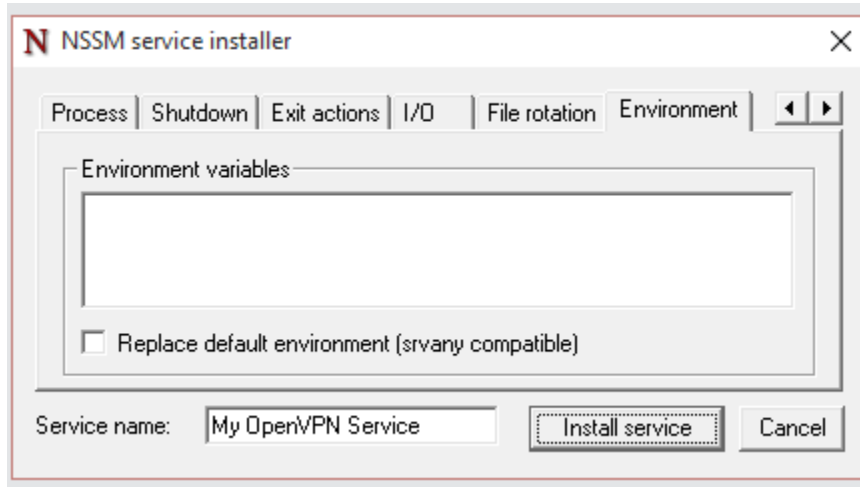 N NSSM service installer
Process Shutdown Exit actions I/O File rotation Environment
Environment variables
Replace default environment (srvany compatible)
Service name: My OpenVPN Service Install service Cancel